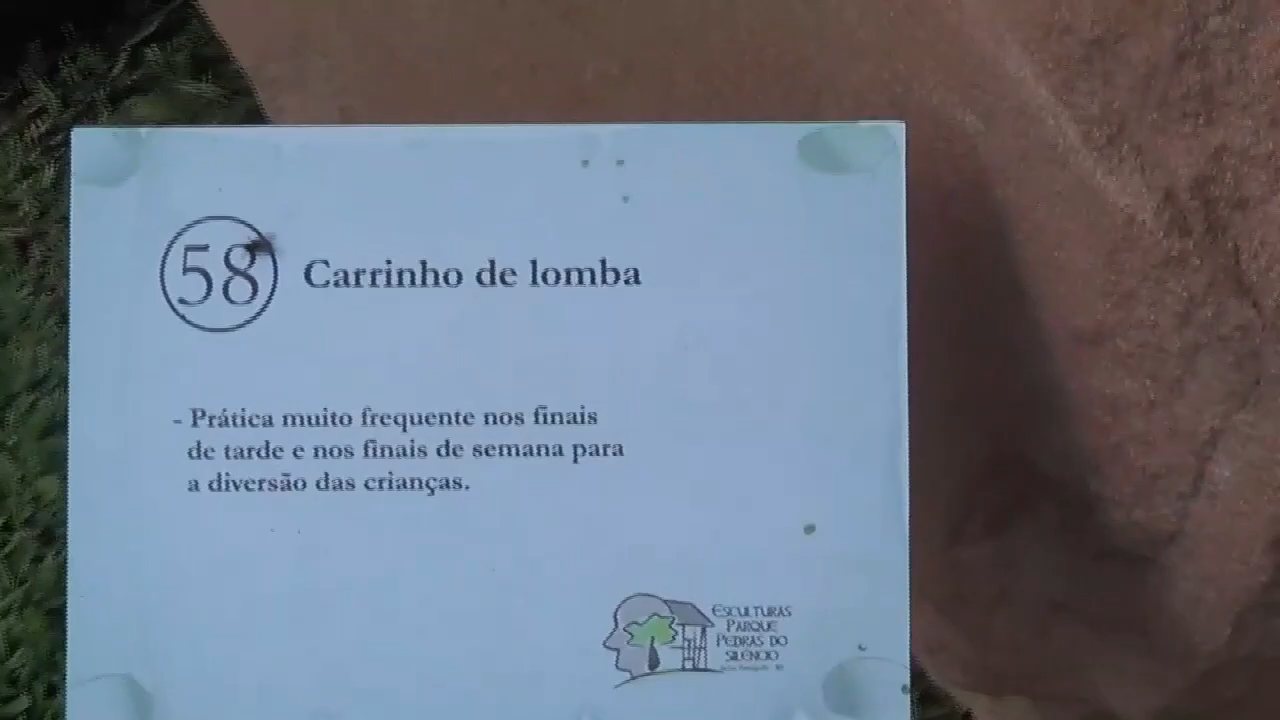 58 Carrinho de lomba
- Prática muito frequente nos finais
de tarde e nos finais de semana para
a diversão das crianças.
ESCULTURAS
PARQUE
PEDRAS DO
SILÊNCIO